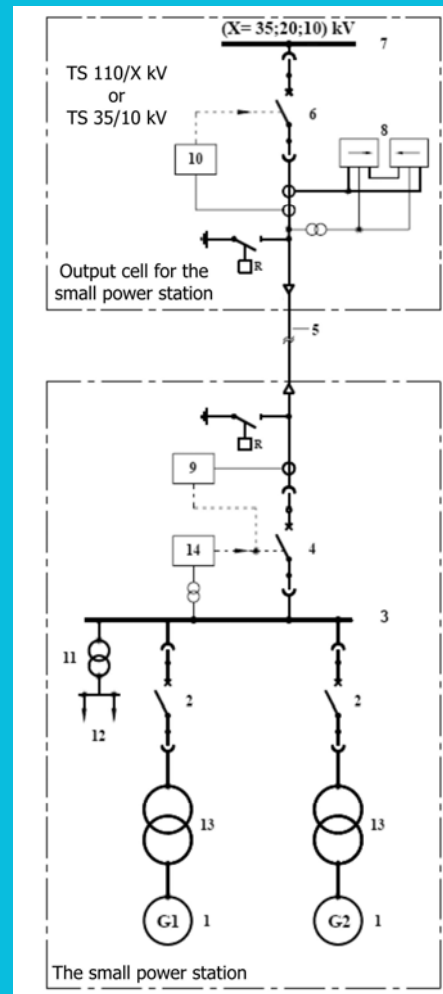 (X= 35;20;10) kV
7
TS 110/X kV
or
TS 35/10 kV
6
8
10
R
Output cell for the
small power station
5
R
9
14
4
3
11
2
2
12
13
13
G1
1
G2
1
The small power station